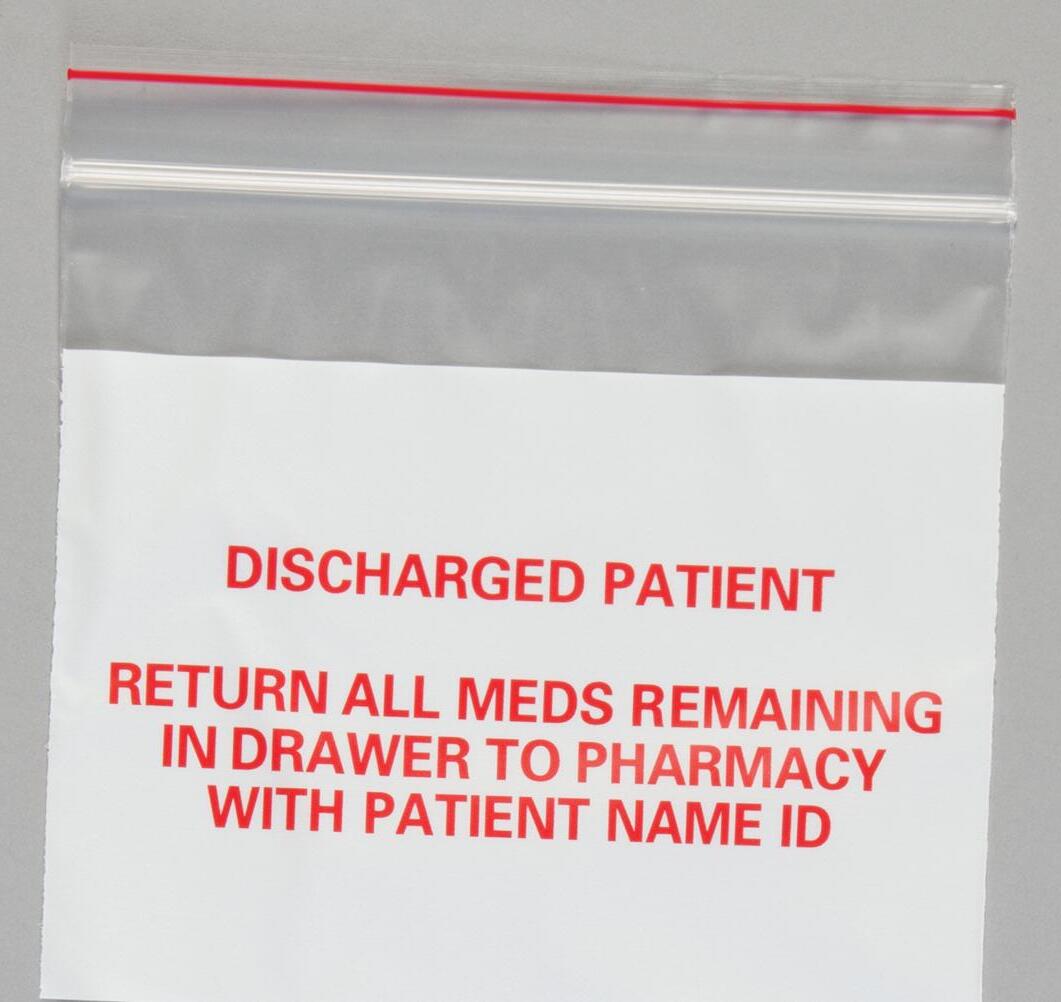 DISCHARGED PATIENT
RETURN ALL MEDS REMAINING
IN DRAWER TO PHARMACY
WITH PATIENT NAME ID